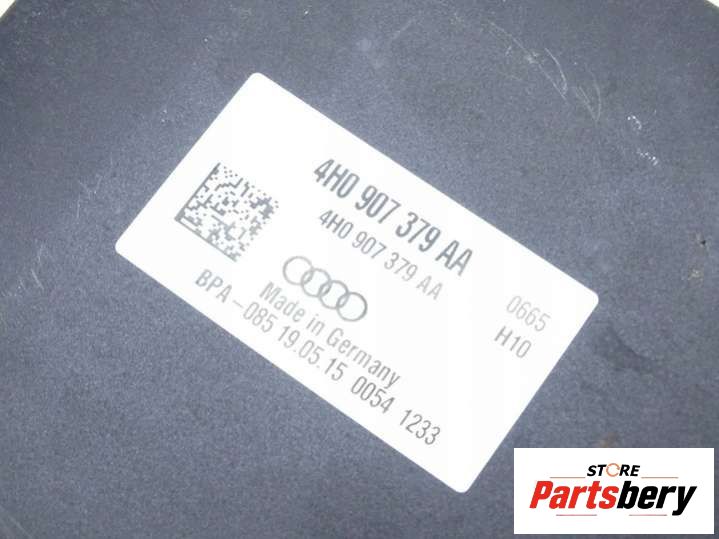 4H0 907 379 AA
4H0 907 379 AA
0665
H10
Made in Germany
BPA-085 19.05.15 0054 1233
STORE
Partsbery